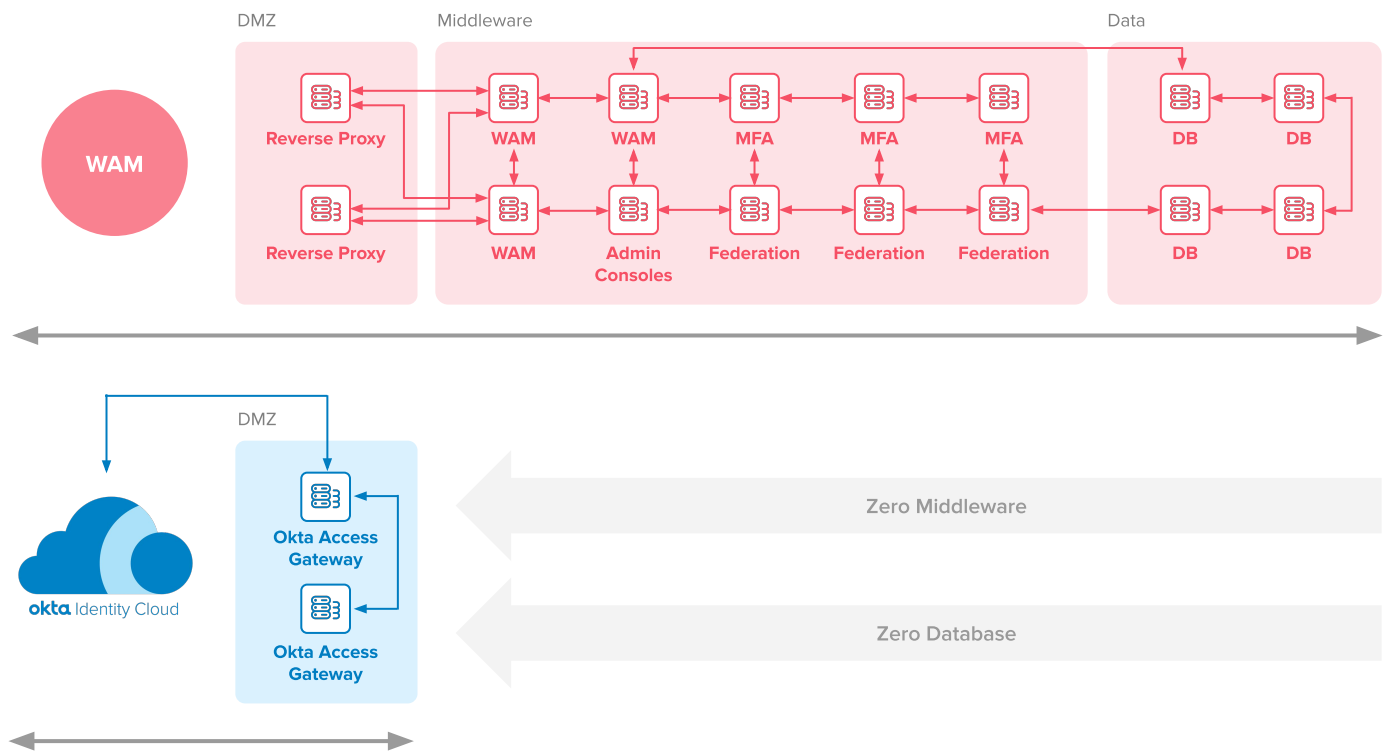 DMZ
Middleware
Data
WAM
Reverse Proxy
WAM
WAM
MFA
MFA
MFA
DB
DB
Reverse Proxy
WAM
Admin
Consoles
Federation
Federation
Federation
DB
DB
DMZ
Okta Access
Gateway
Okta Access
Gateway
okta Identity Cloud
Zero Middleware
Zero Database